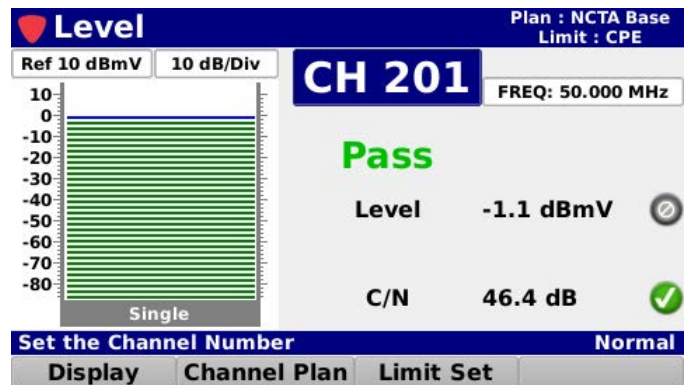 Level
Plan : NCTA Base
Limit : CPE
Ref 10 dBmV
10 dB/Div
CH 201
FREQ: 50.000 MHz
10
0
-10
-20
-30
-40
-50
-60
-70
-80
Single
Pass
Level -1.1 dBmV
C/N 46.4 dB
Set the Channel Number
Normal
Display
Channel Plan
Limit Set